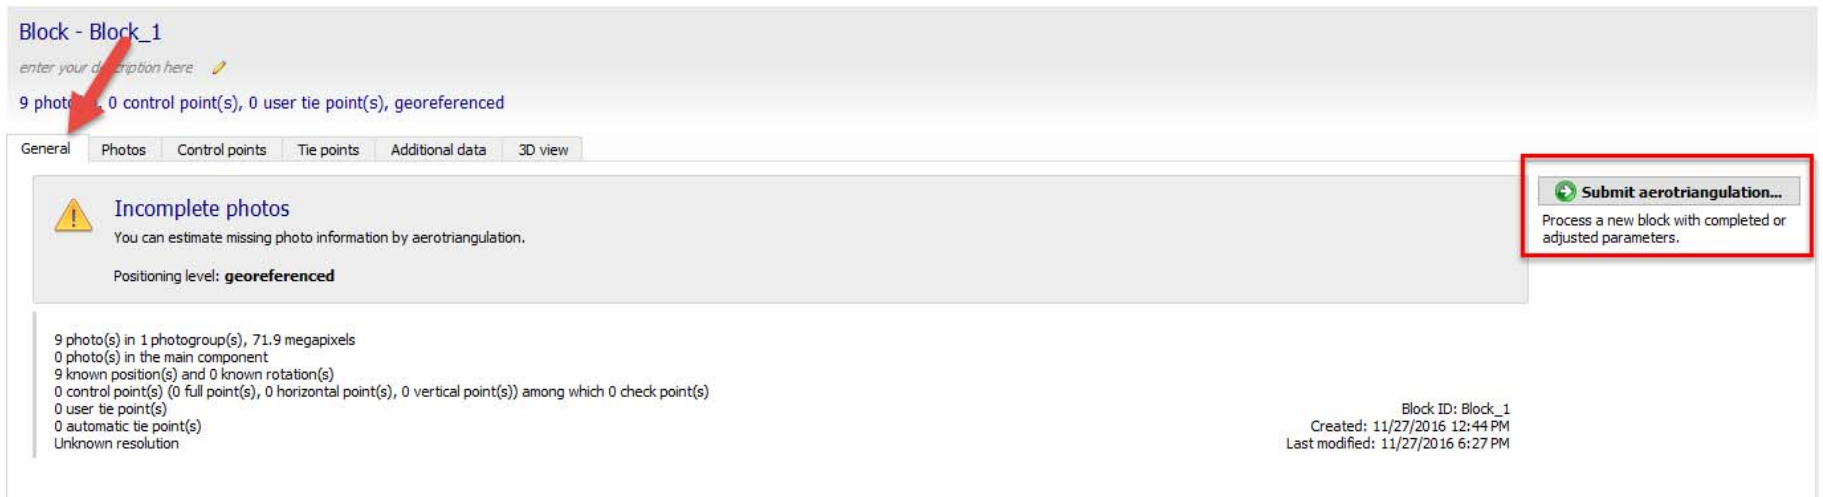 Block - Block_1
enter your description here
9 photo(s), 0 control point(s), 0 user tie point(s), georeferenced
General Photos Control points Tie points Additional data 3D view
Incomplete photos
You can estimate missing photo information by aerotriangulation.
Positioning level: georeferenced
Submit aerotriangulation...
Process a new block with completed or
adjusted parameters.
9 photo(s) in 1 photogroup(s), 71.9 megapixels
0 photo(s) in the main component
9 known position(s) and 0 known rotation(s)
0 control point(s) (0 full point(s), 0 horizontal point(s), 0 vertical point(s)) among which 0 check point(s)
0 user tie point(s)
0 automatic tie point(s)
Unknown resolution
Block ID: Block_1
Created: 11/27/2016 12:44 PM
Last modified: 11/27/2016 6:27 PM